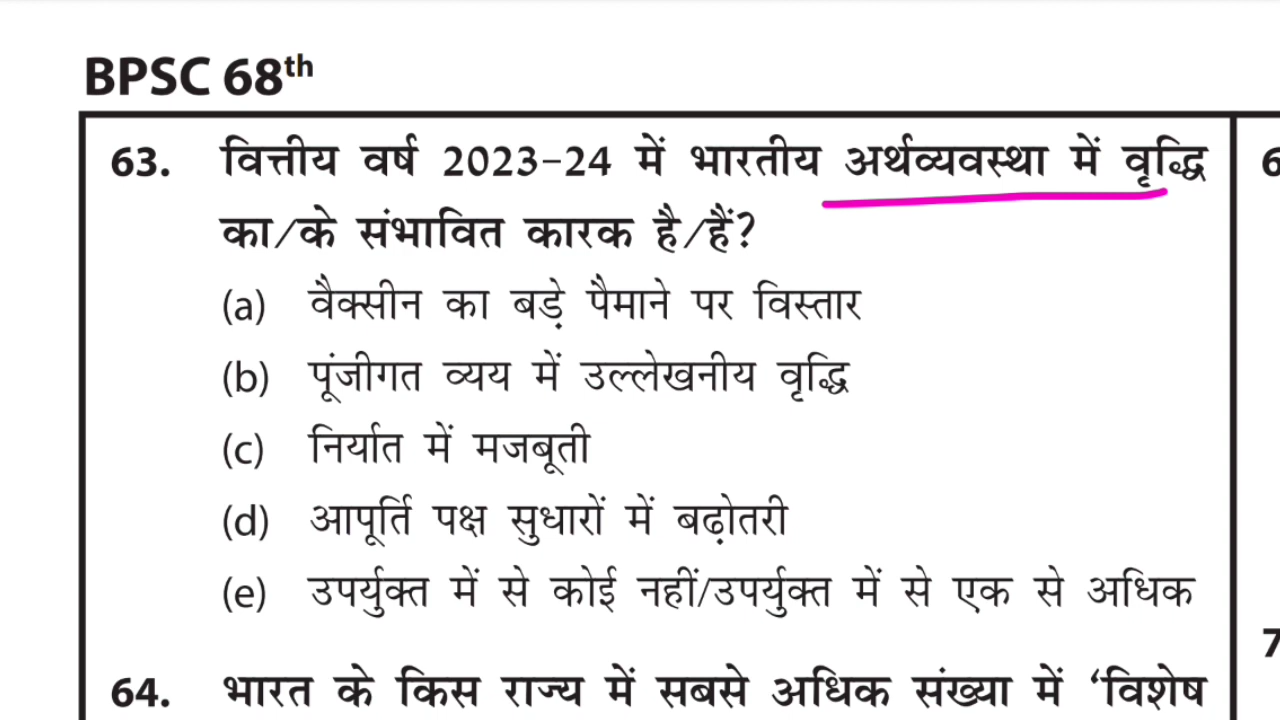 BPSC 68th
63. वित्तीय वर्ष 2023-24 में भारतीय अर्थव्यवस्था में वृद्धि
का/के संभावित कारक है/हैं?
(a) वैक्सीन का बड़े पैमाने पर विस्तार
(b) पूंजीगत व्यय में उल्लेखनीय वृद्धि
(c) निर्यात में मजबूती
(d) आपूर्ति पक्ष सुधारों में बढ़ोतरी
(e) उपर्युक्त में से कोई नहीं/उपर्युक्त में से एक से अधिक
64. भारत के किस राज्य में सबसे अधिक संख्या में ‘विशेष